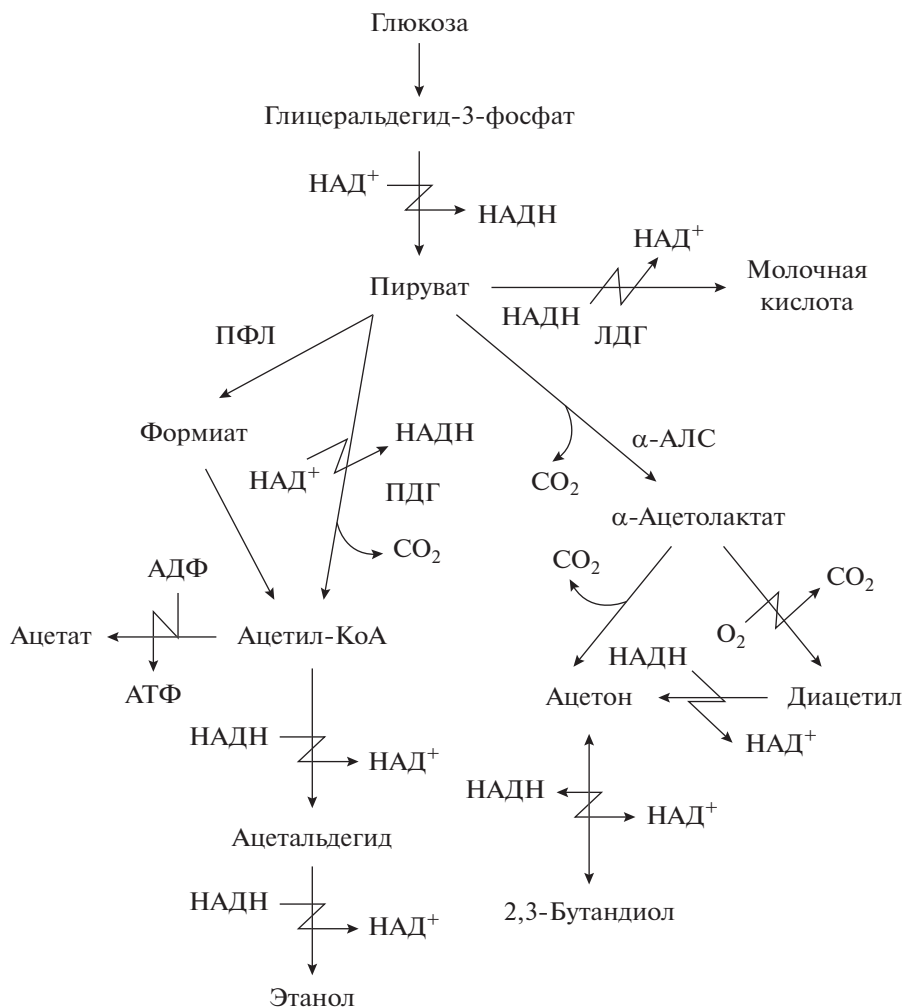 Глюкоза
Глицеральдегид-3-фосфат
НАД⁺
НАДН
НАД⁺
Пируват
Молочная
кислота
НАДН
ЛДГ
ПФЛ
Формиат
НАДН
НАД⁺
ПДГ
α-АЛС
CO₂
α-Ацетолактат
CO₂
CO₂
CO₂
АДФ
O₂
Ацетат
Ацетил-КоА
НАДН
АТФ
Ацетон
Диацетил
НАДН
НАД⁺
НАД⁺
НАДН
НАД⁺
Ацетальдегид
НАДН
НАД⁺
2,3-Бутандиол
Этанол